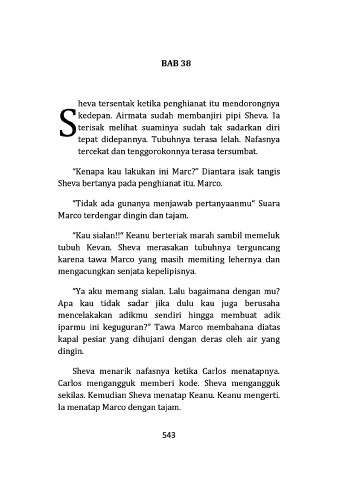 BAB 38
Sheva tersentak ketika penghianat itu mendorongnya
kedepan. Airmata sudah membanjiri pipi Sheva. Ia
terisak melihat suaminya sudah tak sadarkan diri
tepat didepannya. Tubuhnya terasa lelah. Nafasnya
tercekat dan tenggorokonnya terasa tersumbat.
"Kenapa kau lakukan ini Marc?" Diantara isak tangis
Sheva bertanya pada penghianat itu. Marco.
"Tidak ada gunanya menjawab pertanyaanmu" Suara
Marco terdengar dingin dan tajam.
"Kau sialan!!" Keanu berteriak marah sambil memeluk
tubuh Kevan. Sheva merasakan tubuhnya terguncang
karena tawa Marco yang masih memiting lehernya dan
mengacungkan senjata kepelipisnya.
"Ya aku memang sialan. Lalu bagaimana dengan mu?
Apa kau tidak sadar jika dulu kau juga berusaha
mencelakakan adikmu sendiri hingga membuat adik
iparmu ini keguguran?" Tawa Marco membahana diatas
kapal pesiar yang dihujani dengan deras oleh air yang
dingin.
Sheva menarik nafasnya ketika Carlos menatapnya.
Carlos mengangguk memberi kode. Sheva mengangguk
sekilas. Kemudian Sheva menatap Keanu. Keanu mengerti.
Ia menatap Marco dengan tajam.
543